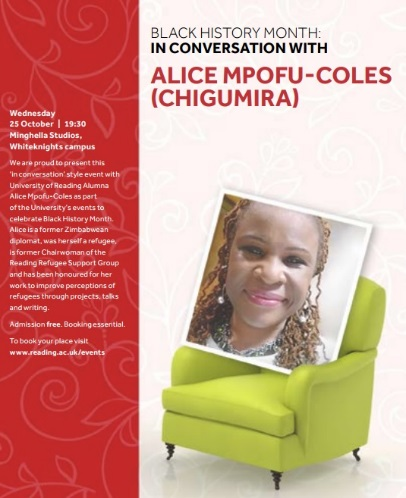 BLACK HISTORY MONTH:
IN CONVERSATION WITH
ALICE MPOFU-COLES
(CHIGUMIRA)
Wednesday
25 October | 19:30
Minghella Studios,
Whiteknights campus
We are proud to present this
'in conversation' style event with
University of Reading Alumna
Alice Mpofu-Coles as part
of the University's events to
celebrate Black History Month.
Alice is a former Zimbabwean
diplomat, was herself a refugee,
is former Chairwoman of the
Reading Refugee Support Group
and has been honoured for her
work to improve perceptions of
refugees through projects, talks
and writing.
Admission free. Booking essential.
To book your place visit
www.reading.ac.uk/events